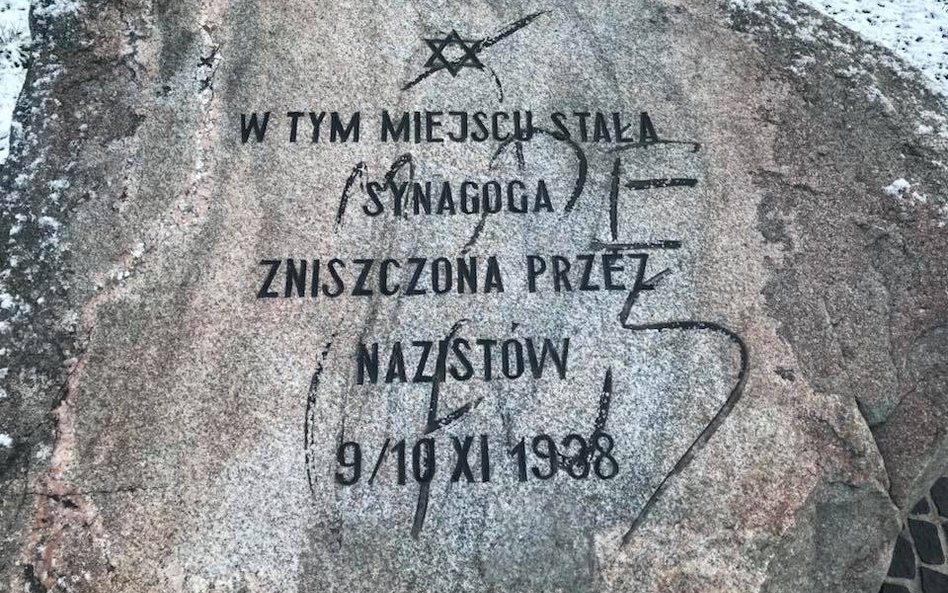 W TYM MIEJSCU STAŁA
SYNAGOGA
ZNISZCZONA PRZEZ
NAZISTÓW
9/10 XI 1938